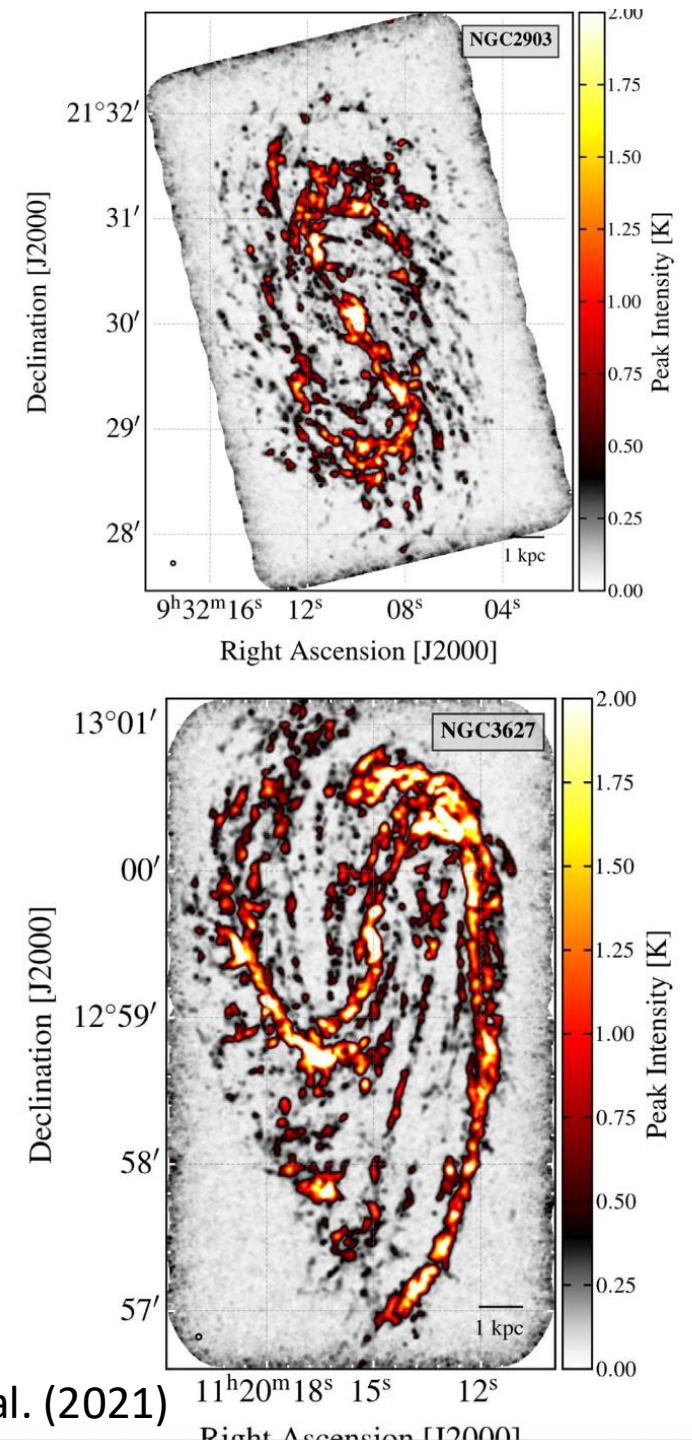 NGC2903
2.00
1.75
1.50
1.25
1.00
0.75
0.50
0.25
0.00
Peak Intensity [K]
21°32′
31′
30′
29′
28′
Declination [J2000]
1 kpc
9ʰ32ᵐ16ˢ 12ˢ 08ˢ 04ˢ
Right Ascension [J2000]
NGC3627
2.00
1.75
1.50
1.25
1.00
0.75
0.50
0.25
0.00
Peak Intensity [K]
13°01′
00′
12°59′
58′
57′
Declination [J2000]
1 kpc
11ʰ20ᵐ18ˢ 15ˢ 12ˢ
al. (2021)
Right Ascension [J2000]